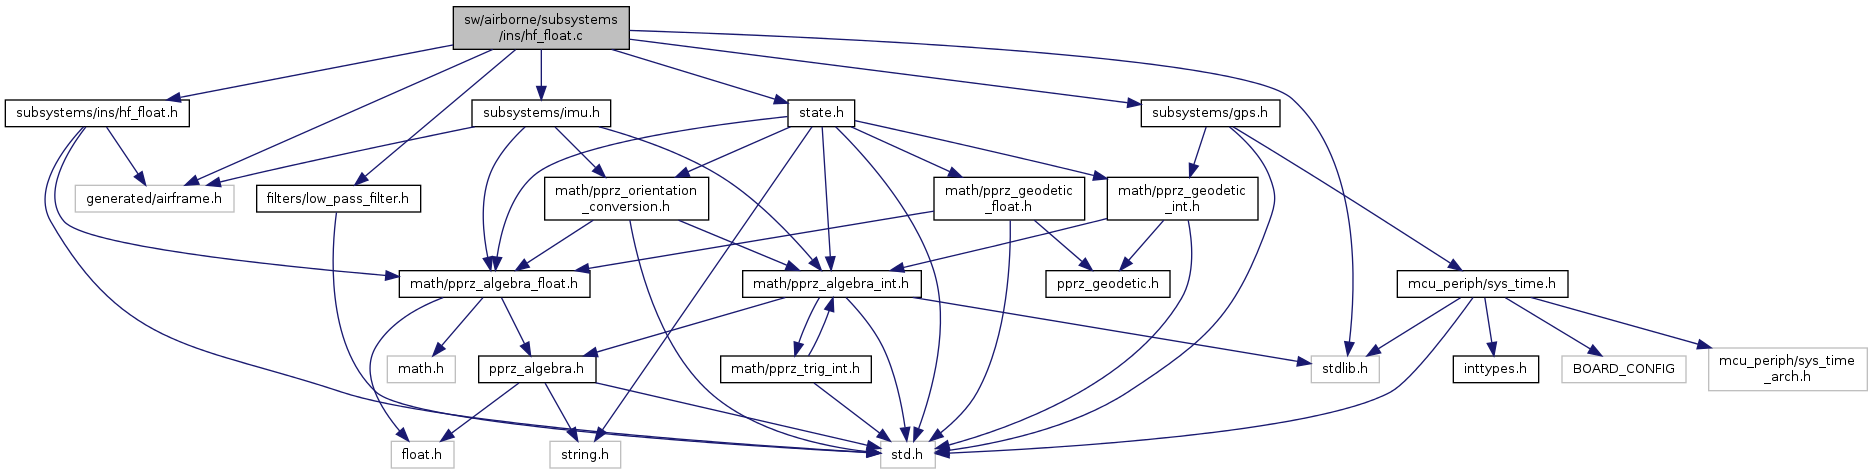 sw/airborne/subsystems
/ins/hf_float.c
subsystems/ins/hf_float.h
subsystems/imu.h
state.h
subsystems/gps.h
generated/airframe.h
filters/low_pass_filter.h
math/pprz_orientation
_conversion.h
math/pprz_geodetic
_float.h
math/pprz_geodetic
_int.h
math/pprz_algebra_float.h
math/pprz_algebra_int.h
pprz_geodetic.h
mcu_periph/sys_time.h
math.h
pprz_algebra.h
math/pprz_trig_int.h
stdlib.h
inttypes.h
BOARD_CONFIG
mcu_periph/sys_time
_arch.h
float.h
string.h
std.h